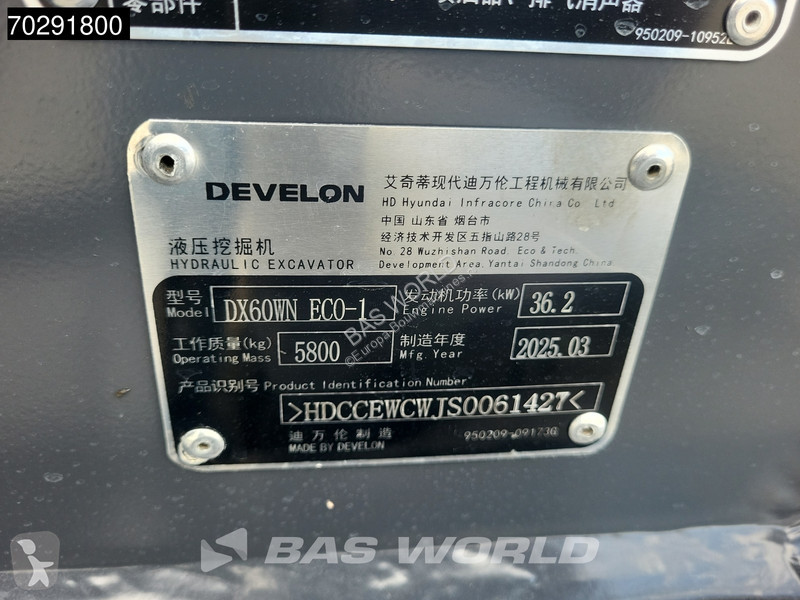 70291800
零部件
950209-10952
DEVELON
艾奇蒂现代迪万伦工程机械有限公司
HD Hyundai Infracore China Co., Ltd
中国 山东省 烟台市
经济技术开发区五指山路28号
No. 28 Wuzhishan Road, Eco & Tech.
Development Area, Yantai Shandong China
液压挖掘机
HYDRAULIC EXCAVATOR
型号 Model DX60WN ECO-1
发动机功率(kW) Engine Power 36.2
工作质量(kg) Operating Mass 5800
制造年度 Mfg. Year 2025.03
产品识别号 Product Identification Number
>HDCCEWCWJS0061427<
迪万伦制造
MADE BY DEVELON
950209-09173G
BAS WORLD
BAS WORLD